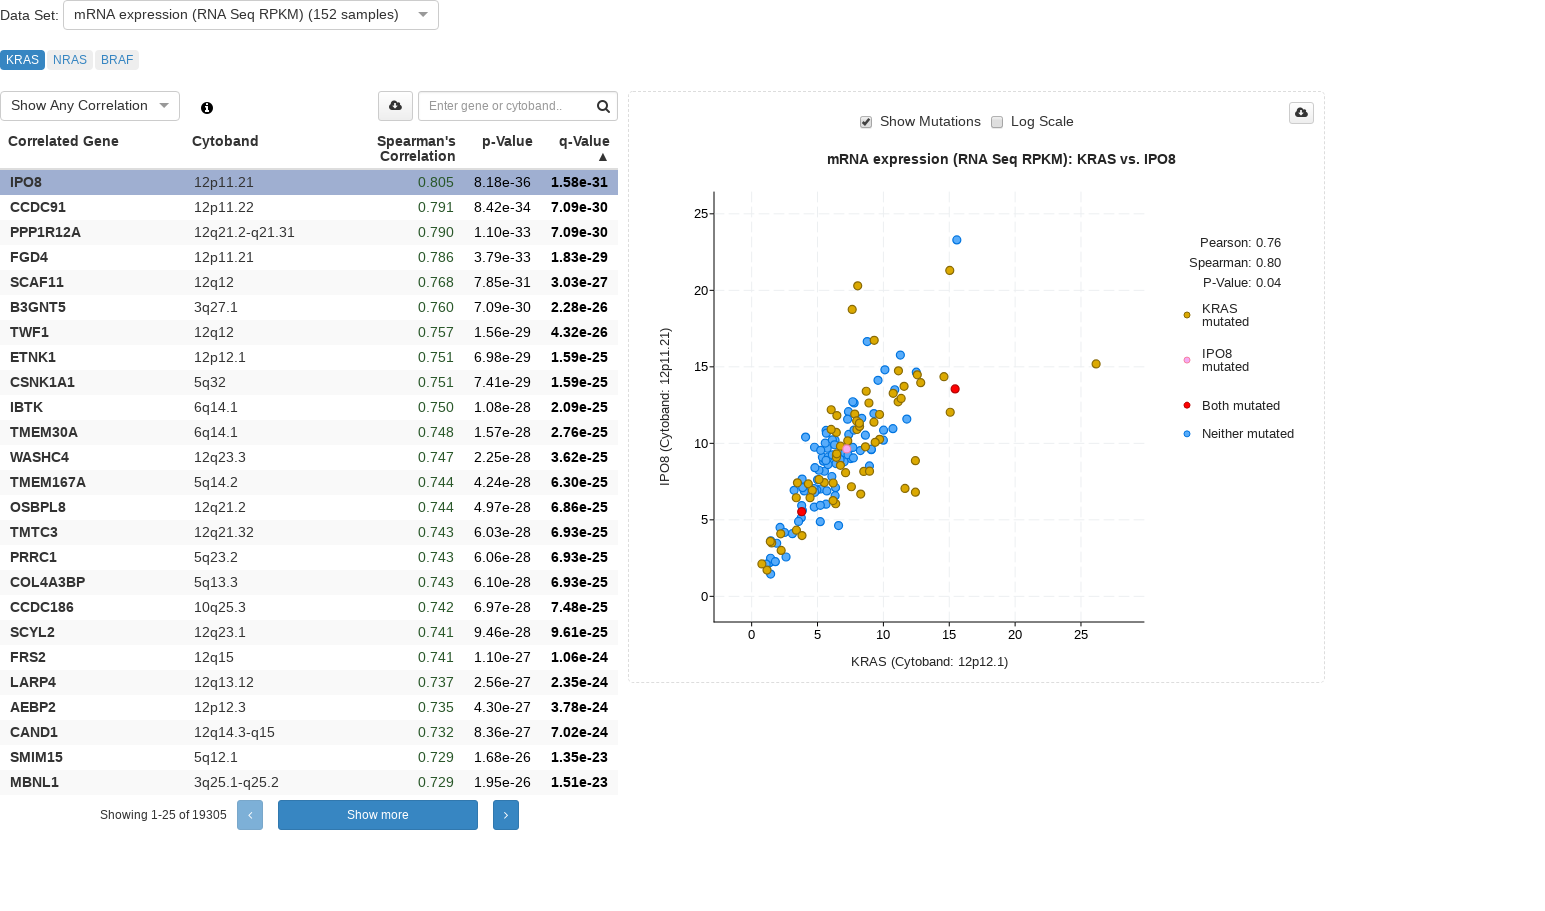 Data Set: mRNA expression (RNA Seq RPKM) (152 samples)
KRAS NRAS BRAF
Show Any Correlation
Enter gene or cytoband..
Correlated Gene Cytoband Spearman's Correlation p-Value q-Value ▲
IPO8 12p11.21 0.805 8.18e-36 1.58e-31
CCDC91 12p11.22 0.791 8.42e-34 7.09e-30
PPP1R12A 12q21.2-q21.31 0.790 1.10e-33 7.09e-30
FGD4 12p11.21 0.786 3.79e-33 1.83e-29
SCAF11 12q12 0.768 7.85e-31 3.03e-27
B3GNT5 3q27.1 0.760 7.09e-30 2.28e-26
TWF1 12q12 0.757 1.56e-29 4.32e-26
ETNK1 12p12.1 0.751 6.98e-29 1.59e-25
CSNK1A1 5q32 0.751 7.41e-29 1.59e-25
IBTK 6q14.1 0.750 1.08e-28 2.09e-25
TMEM30A 6q14.1 0.748 1.57e-28 2.76e-25
WASHC4 12q23.3 0.747 2.25e-28 3.62e-25
TMEM167A 5q14.2 0.744 4.24e-28 6.30e-25
OSBPL8 12q21.2 0.744 4.97e-28 6.86e-25
TMTC3 12q21.32 0.743 6.03e-28 6.93e-25
PRRC1 5q23.2 0.743 6.06e-28 6.93e-25
COL4A3BP 5q13.3 0.743 6.10e-28 6.93e-25
CCDC186 10q25.3 0.742 6.97e-28 7.48e-25
SCYL2 12q23.1 0.741 9.46e-28 9.61e-25
FRS2 12q15 0.741 1.10e-27 1.06e-24
LARP4 12q13.12 0.737 2.56e-27 2.35e-24
AEBP2 12p12.3 0.735 4.30e-27 3.78e-24
CAND1 12q14.3-q15 0.732 8.36e-27 7.02e-24
SMIM15 5q12.1 0.729 1.68e-26 1.35e-23
MBNL1 3q25.1-q25.2 0.729 1.95e-26 1.51e-23
Showing 1-25 of 19305 ‹ Show more ›
Show Mutations Log Scale
mRNA expression (RNA Seq RPKM): KRAS vs. IPO8
25
20
15
10
5
0
IPO8 (Cytoband: 12p11.21)
0 5 10 15 20 25
KRAS (Cytoband: 12p12.1)
Pearson: 0.76
Spearman: 0.80
P-Value: 0.04
KRAS
mutated
IPO8
mutated
Both mutated
Neither mutated